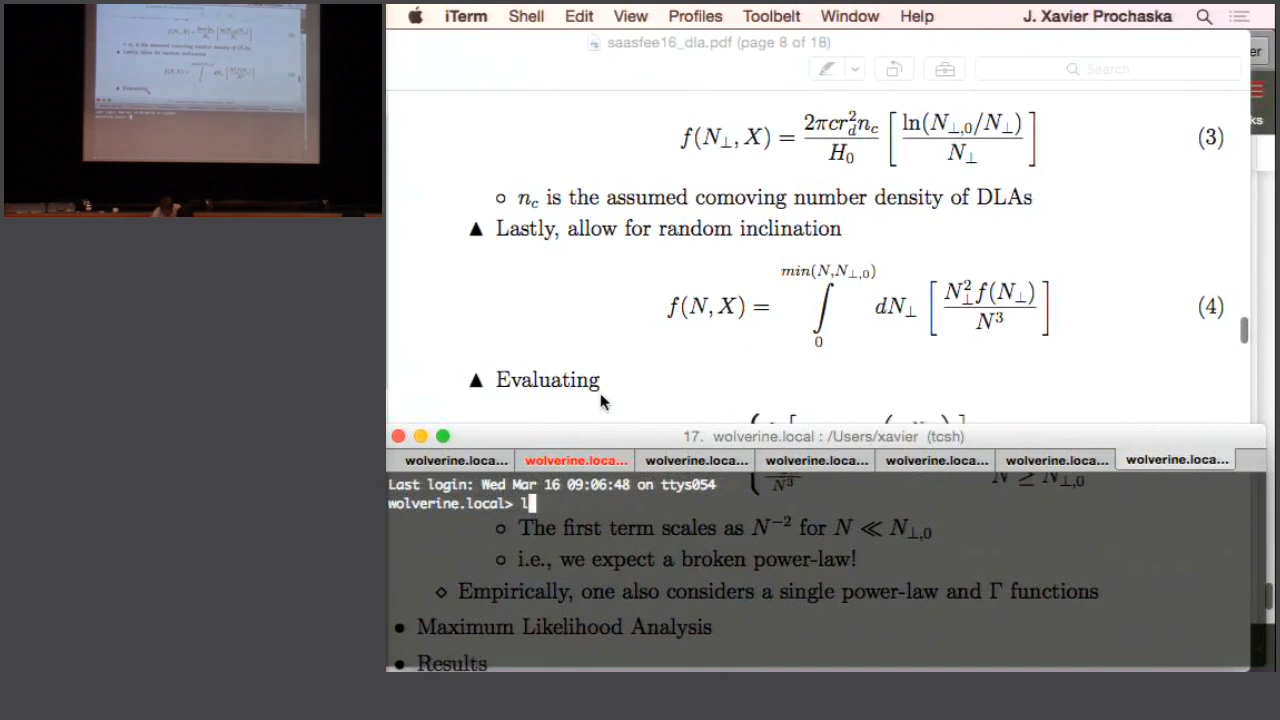 iTerm Shell Edit View Profiles Toolbelt Window Help J. Xavier Prochaska
saasfee16_dla.pdf (page 8 of 18)
er
Search
ks
f(N⊥, X) = 2πcr_d^2 n_c / H_0 [ ln(N⊥,0/N⊥) / N⊥ ] (3)
○ n_c is the assumed comoving number density of DLAs
▲ Lastly, allow for random inclination
f(N, X) = ∫_0^{min(N,N⊥,0)} dN⊥ [ N⊥^2 f(N⊥) / N^3 ] (4)
▲ Evaluating
17. wolverine.local : /Users/xavier (tcsh)
wolverine.loca... wolverine.loca... wolverine.loca... wolverine.loca... wolverine.loca... wolverine.loca... wolverine.loca...
Last login: Wed Mar 16 09:06:48 on ttys054
wolverine.local> l
N^3 N ≥ N⊥,0
○ The first term scales as N^−2 for N ≪ N⊥,0
○ i.e., we expect a broken power-law!
◇ Empirically, one also considers a single power-law and Γ functions
● Maximum Likelihood Analysis
● Results